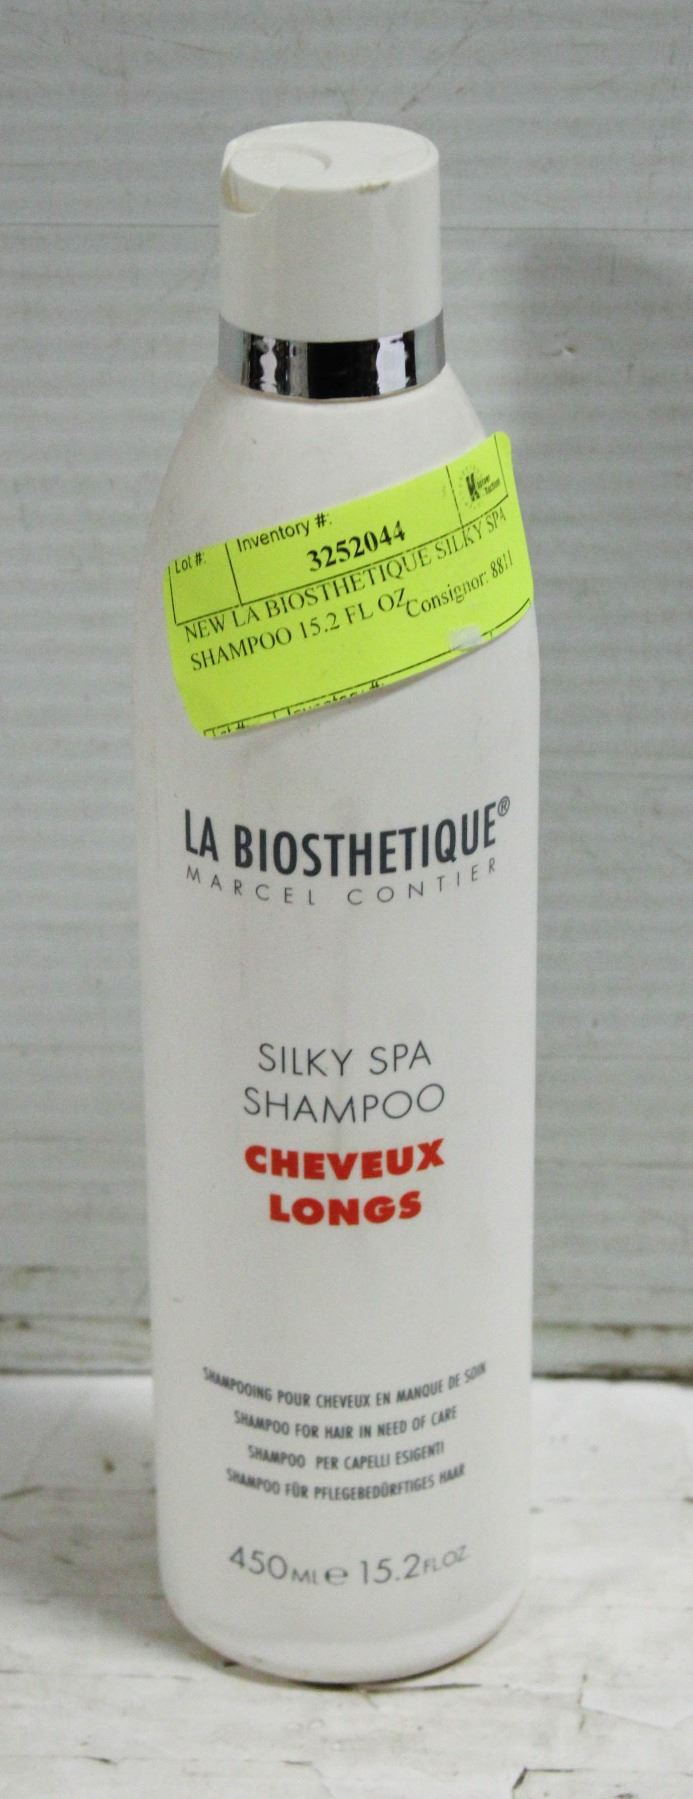 Lot #:
Inventory #:
3252044
NEW LA BIOSTHETIQUE SILKY SPA
SHAMPOO 15.2 FL OZ
Consignor: 8811
LA BIOSTHETIQUE®
MARCEL CONTIER
SILKY SPA
SHAMPOO
CHEVEUX
LONGS
SHAMPOOING POUR CHEVEUX EN MANQUE DE SOIN
SHAMPOO FOR HAIR IN NEED OF CARE
SHAMPOO PER CAPELLI ESIGENTI
SHAMPOO FÜR PFLEGEBEDÜRFTIGES HAAR
450ML e 15.2FL.OZ